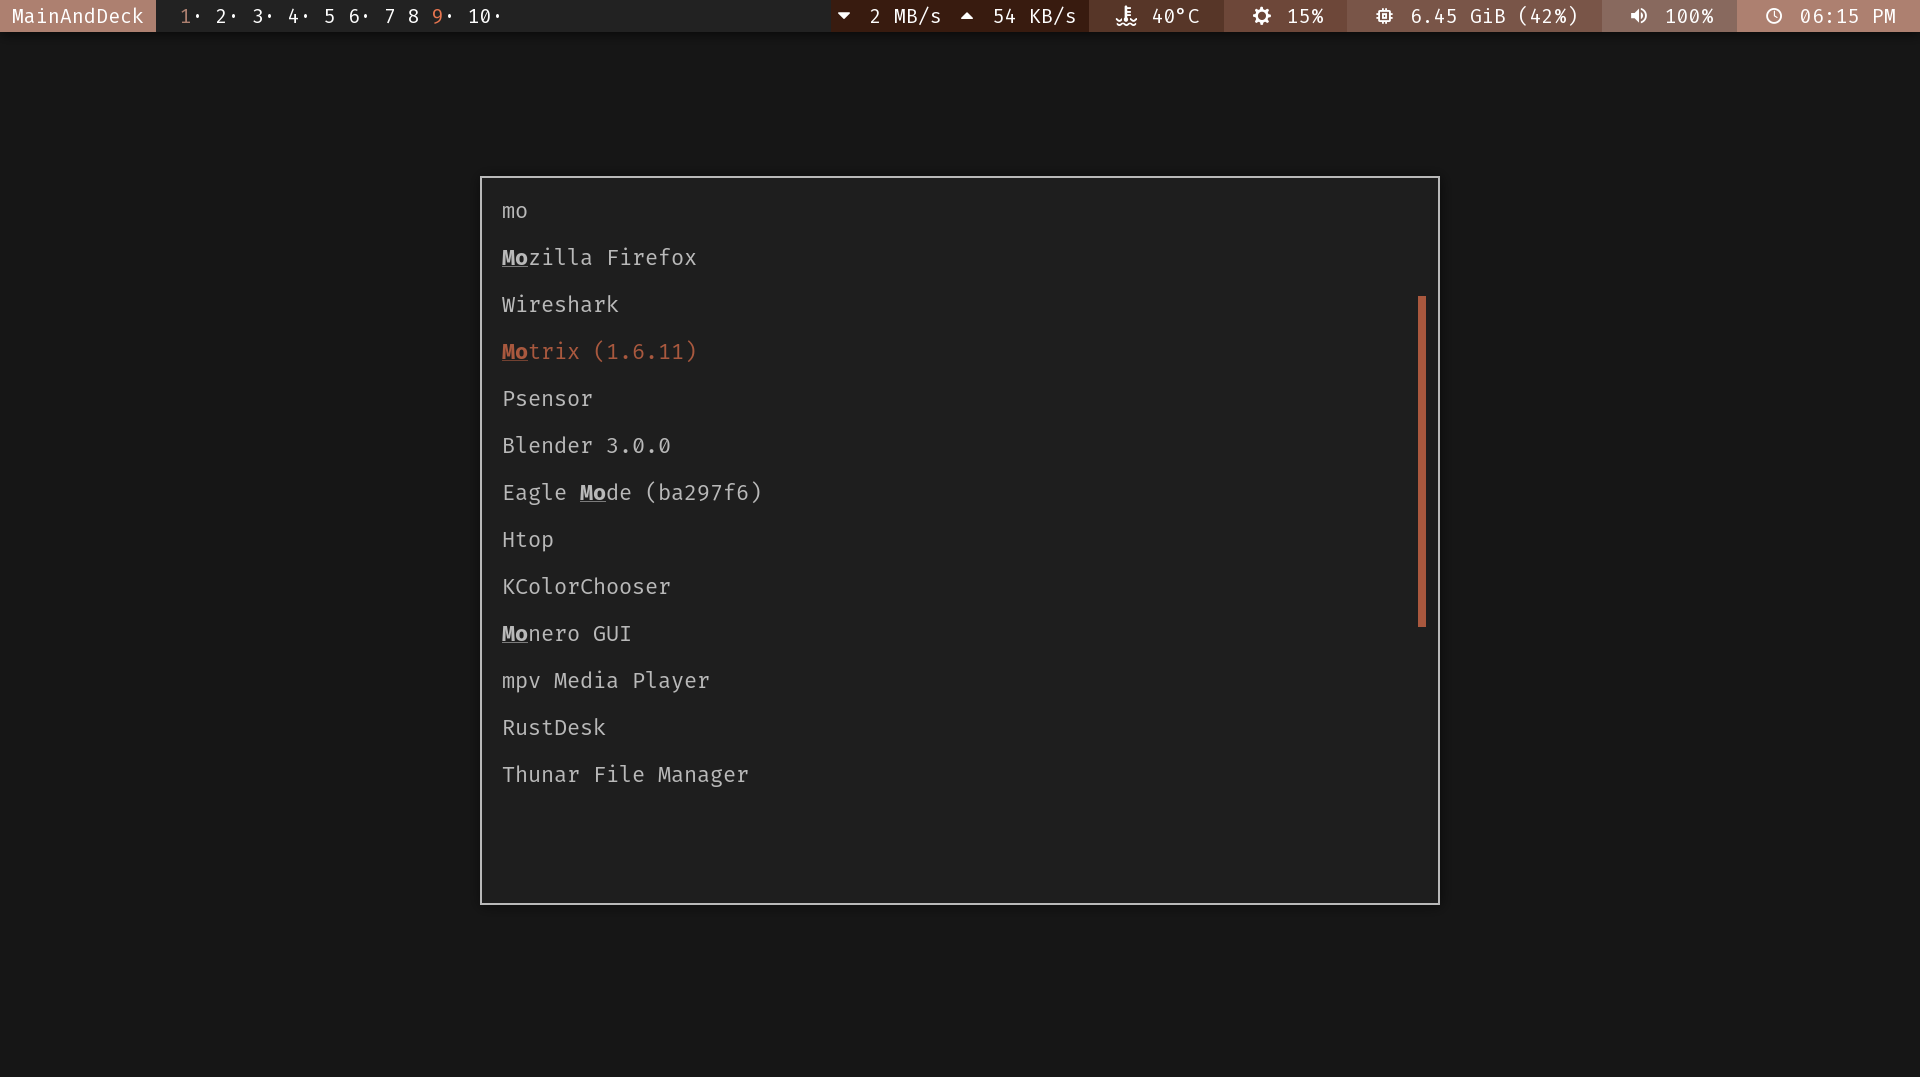 MainAndDeck 1· 2· 3· 4· 5 6· 7 8 9· 10· 2 MB/s 54 KB/s 40°C 15% 6.45 GiB (42%) 100% 06:15 PM
mo
Mozilla Firefox
Wireshark
Motrix (1.6.11)
Psensor
Blender 3.0.0
Eagle Mode (ba297f6)
Htop
KColorChooser
Monero GUI
mpv Media Player
RustDesk
Thunar File Manager